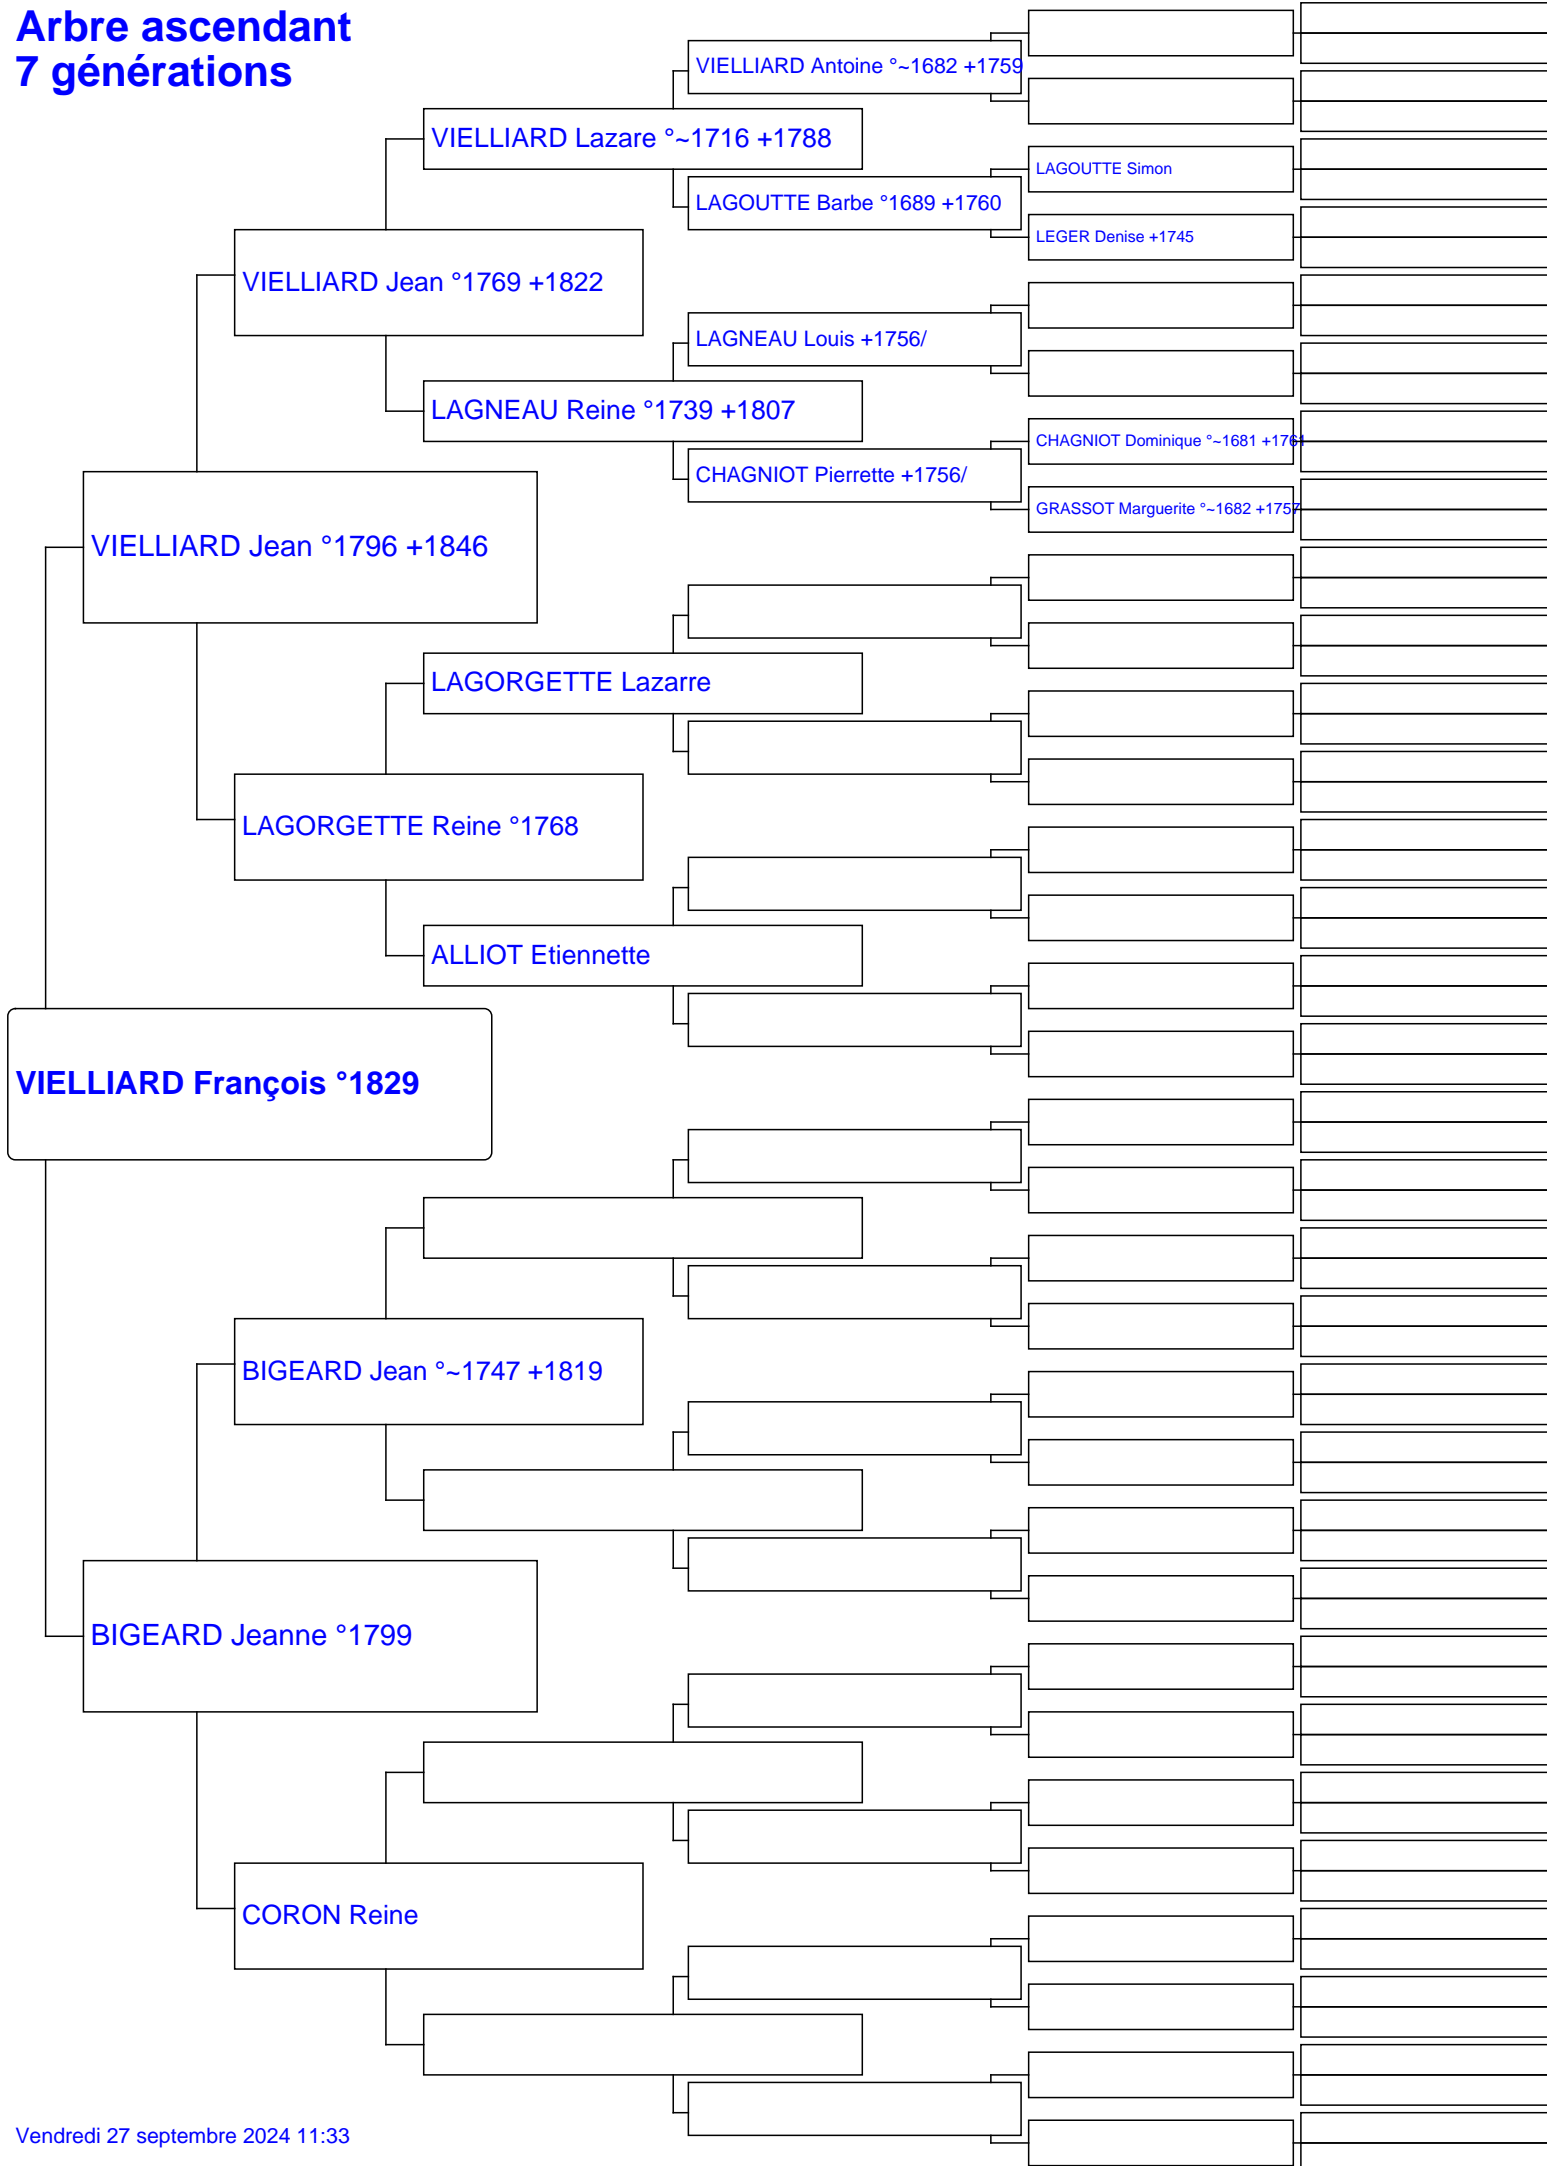 Arbre ascendant
7 générations
VIELLIARD Antoine °~1682 +1759
VIELLIARD Lazare °~1716 +1788
LAGOUTTE Simon
LAGOUTTE Barbe °1689 +1760
LEGER Denise +1745
VIELLIARD Jean °1769 +1822
LAGNEAU Louis +1756/
LAGNEAU Reine °1739 +1807
CHAGNIOT Dominique °~1681 +1761
CHAGNIOT Pierrette +1756/
GRASSOT Marguerite °~1682 +1757
VIELLIARD Jean °1796 +1846
LAGORGETTE Lazarre
LAGORGETTE Reine °1768
ALLIOT Etiennette
VIELLIARD François °1829
BIGEARD Jean °~1747 +1819
BIGEARD Jeanne °1799
CORON Reine
Vendredi 27 septembre 2024 11:33